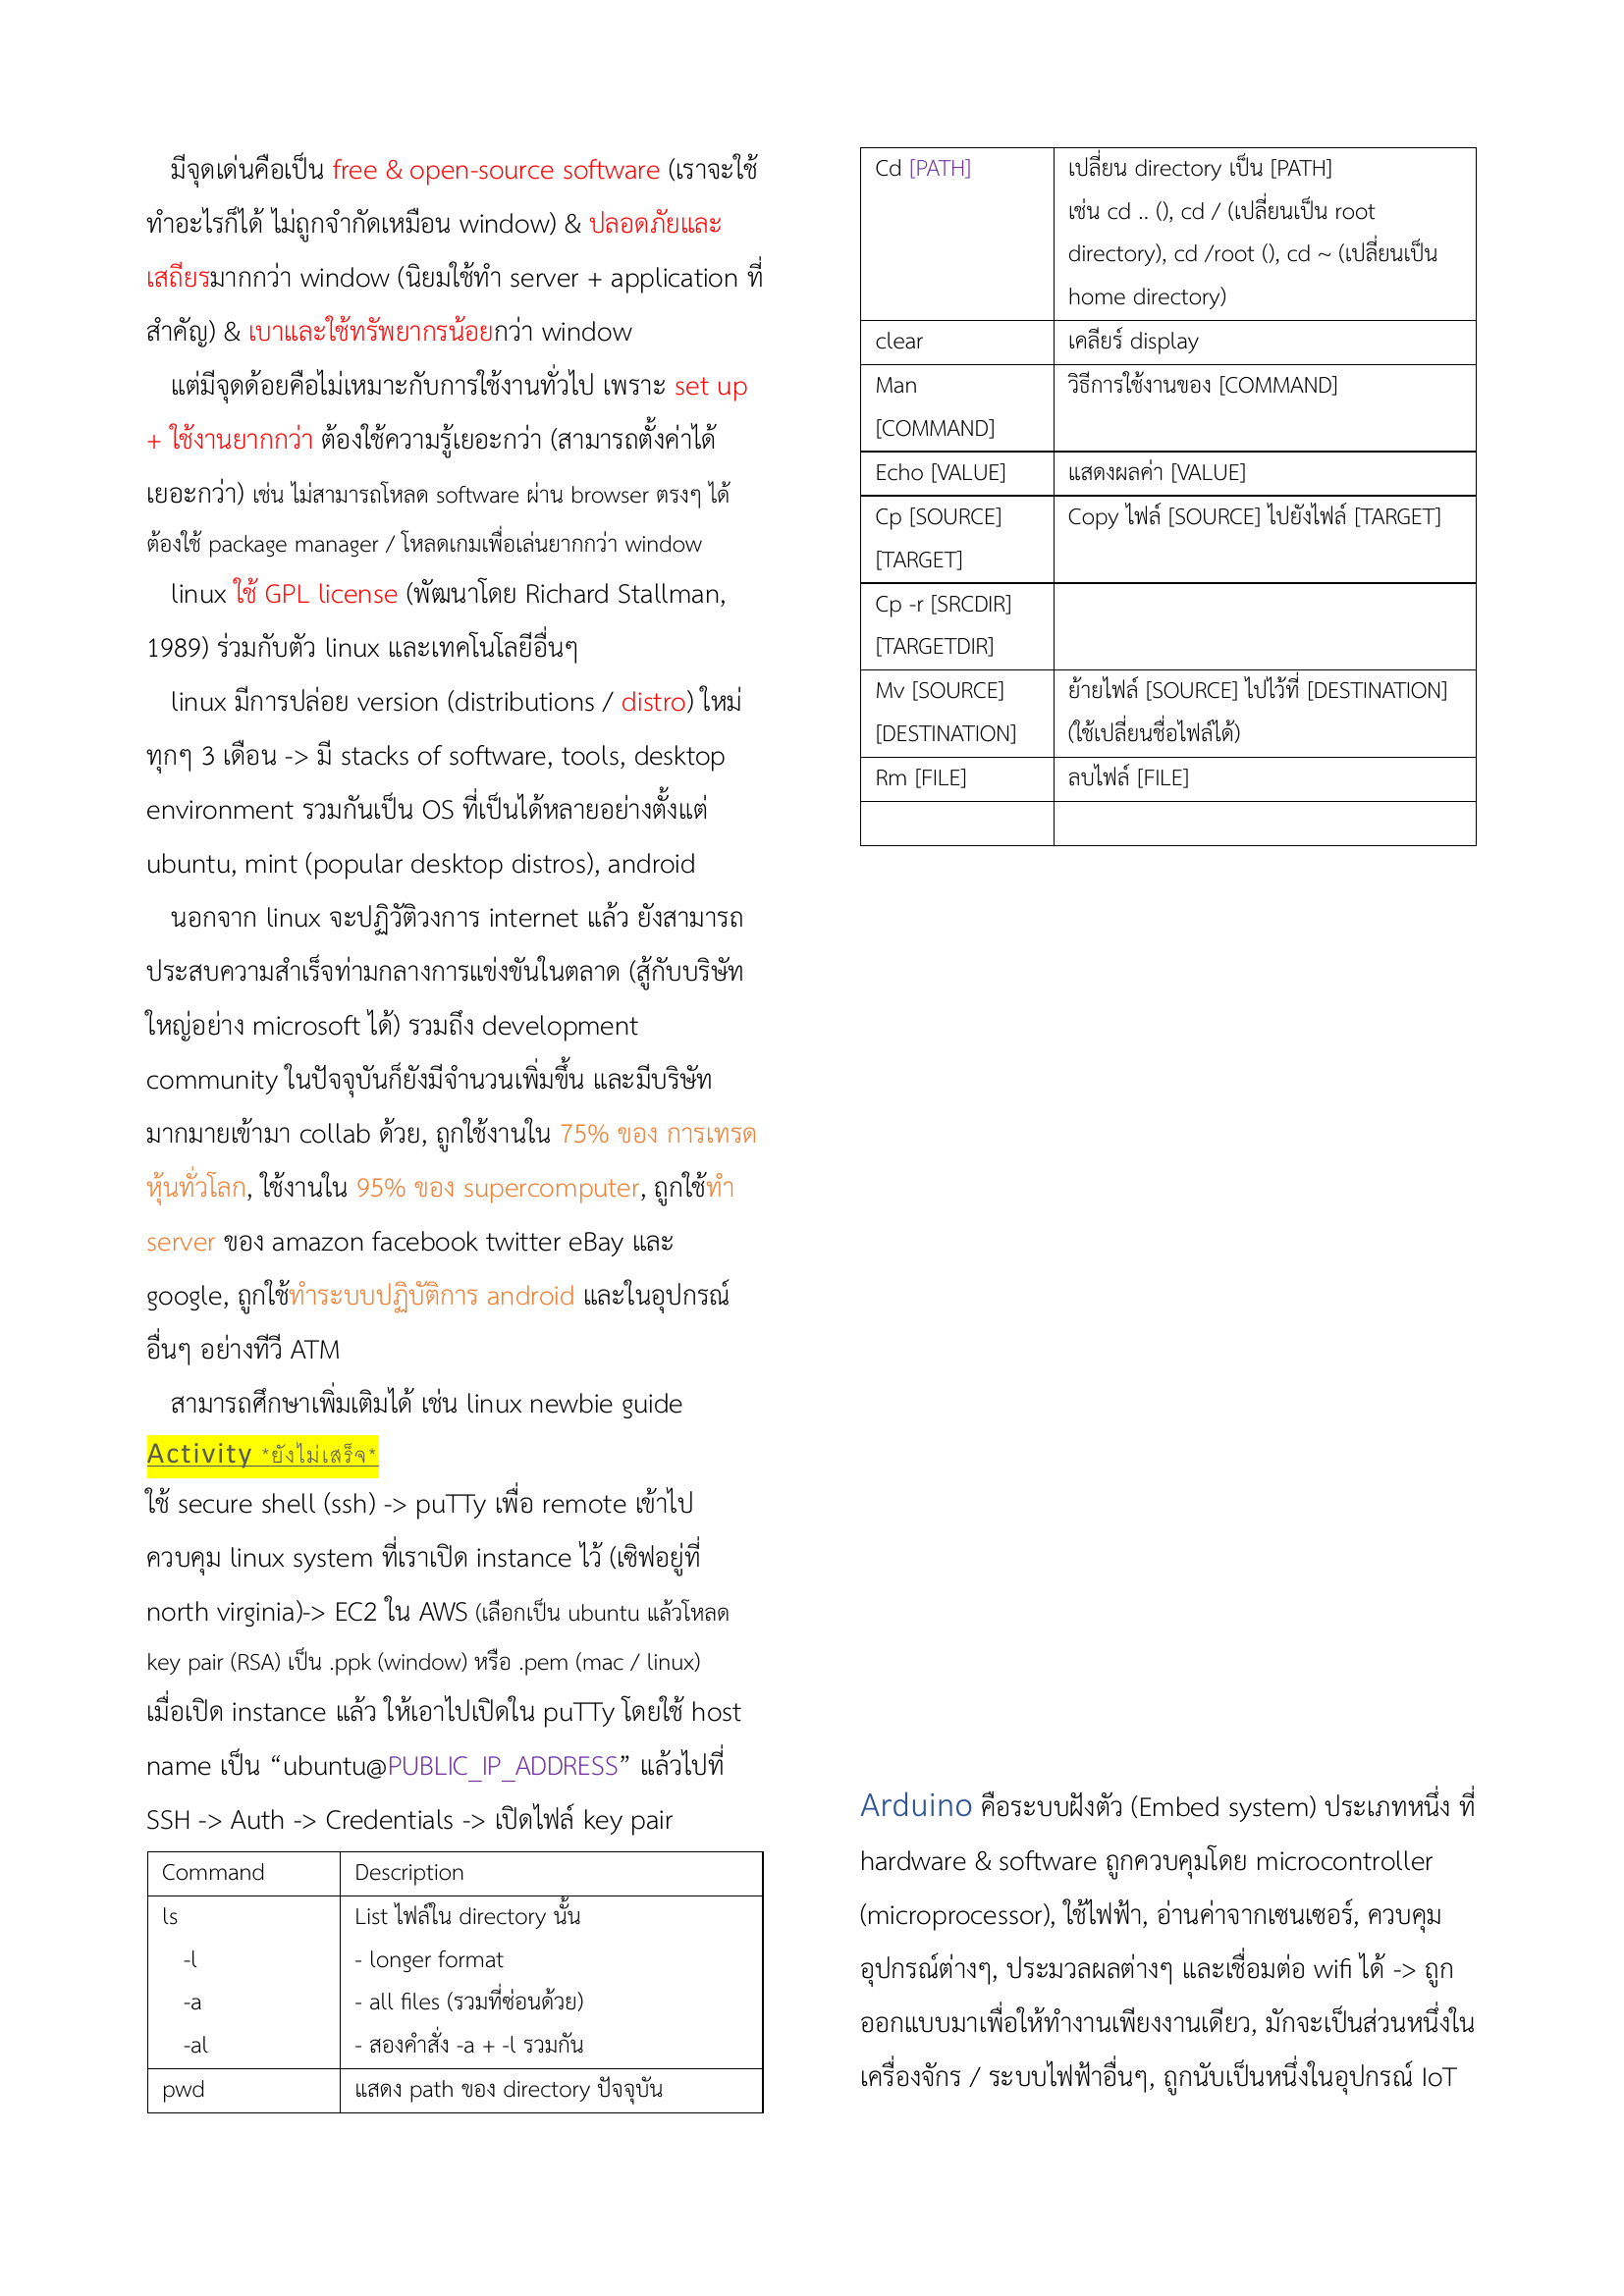 มีจุดเด่นคือเป็น free & open-source software (เราจะใช้
ทำอะไรก็ได้ ไม่ถูกจำกัดเหมือน window) & ปลอดภัยและ
เสถียรมากกว่า window (นิยมใช้ทำ server + application ที่
สำคัญ) & เบาและใช้ทรัพยากรน้อยกว่า window
แต่มีจุดด้อยคือไม่เหมาะกับการใช้งานทั่วไป เพราะ set up
+ ใช้งานยากกว่า ต้องใช้ความรู้เยอะกว่า (สามารถตั้งค่าได้
เยอะกว่า) เช่น ไม่สามารถโหลด software ผ่าน browser ตรงๆ ได้
ต้องใช้ package manager / โหลดเกมเพื่อเล่นยากกว่า window
linux ใช้ GPL license (พัฒนาโดย Richard Stallman,
1989) ร่วมกับตัว linux และเทคโนโลยีอื่นๆ
linux มีการปล่อย version (distributions / distro) ใหม่
ทุกๆ 3 เดือน -> มี stacks of software, tools, desktop
environment รวมกันเป็น OS ที่เป็นได้หลายอย่างตั้งแต่
ubuntu, mint (popular desktop distros), android
นอกจาก linux จะปฏิวัติวงการ internet แล้ว ยังสามารถ
ประสบความสำเร็จท่ามกลางการแข่งขันในตลาด (สู้กับบริษัท
ใหญ่อย่าง microsoft ได้) รวมถึง development
community ในปัจจุบันก็ยังมีจำนวนเพิ่มขึ้น และมีบริษัท
มากมายเข้ามา collab ด้วย, ถูกใช้งานใน 75% ของ การเทรด
หุ้นทั่วโลก, ใช้งานใน 95% ของ supercomputer, ถูกใช้ทำ
server ของ amazon facebook twitter eBay และ
google, ถูกใช้ทำระบบปฏิบัติการ android และในอุปกรณ์
อื่นๆ อย่างทีวี ATM
สามารถศึกษาเพิ่มเติมได้ เช่น linux newbie guide
Activity *ยังไม่เสร็จ*
ใช้ secure shell (ssh) -> puTTy เพื่อ remote เข้าไป
ควบคุม linux system ที่เราเปิด instance ไว้ (เซิฟอยู่ที่
north virginia)-> EC2 ใน AWS (เลือกเป็น ubuntu แล้วโหลด
key pair (RSA) เป็น .ppk (window) หรือ .pem (mac / linux)
เมื่อเปิด instance แล้ว ให้เอาไปเปิดใน puTTy โดยใช้ host
name เป็น “ubuntu@PUBLIC_IP_ADDRESS” แล้วไปที่
SSH -> Auth -> Credentials -> เปิดไฟล์ key pair
Command Description
ls List ไฟล์ใน directory นั้น
-l - longer format
-a - all files (รวมที่ซ่อนด้วย)
-al - สองคำสั่ง -a + -l รวมกัน
pwd แสดง path ของ directory ปัจจุบัน
Cd [PATH] เปลี่ยน directory เป็น [PATH]
เช่น cd .. (), cd / (เปลี่ยนเป็น root
directory), cd /root (), cd ~ (เปลี่ยนเป็น
home directory)
clear เคลียร์ display
Man วิธีการใช้งานของ [COMMAND]
[COMMAND]
Echo [VALUE] แสดงผลค่า [VALUE]
Cp [SOURCE] Copy ไฟล์ [SOURCE] ไปยังไฟล์ [TARGET]
[TARGET]
Cp -r [SRCDIR]
[TARGETDIR]
Mv [SOURCE] ย้ายไฟล์ [SOURCE] ไปไว้ที่ [DESTINATION]
[DESTINATION] (ใช้เปลี่ยนชื่อไฟล์ได้)
Rm [FILE] ลบไฟล์ [FILE]
Arduino คือระบบฝังตัว (Embed system) ประเภทหนึ่ง ที่
hardware & software ถูกควบคุมโดย microcontroller
(microprocessor), ใช้ไฟฟ้า, อ่านค่าจากเซนเซอร์, ควบคุม
อุปกรณ์ต่างๆ, ประมวลผลต่างๆ และเชื่อมต่อ wifi ได้ -> ถูก
ออกแบบมาเพื่อให้ทำงานเพียงงานเดียว, มักจะเป็นส่วนหนึ่งใน
เครื่องจักร / ระบบไฟฟ้าอื่นๆ, ถูกนับเป็นหนึ่งในอุปกรณ์ IoT